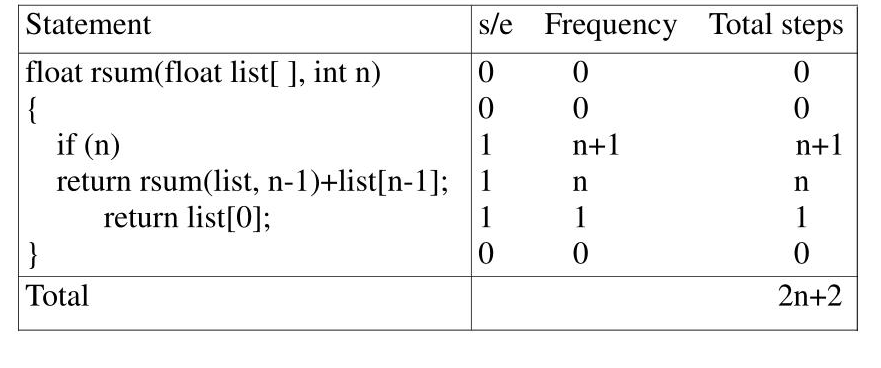 Statement s/e Frequency Total steps
float rsum(float list[ ], int n) 0 0 0
{ 0 0 0
if (n) 1 n+1 n+1
return rsum(list, n-1)+list[n-1]; 1 n n
return list[0]; 1 1 1
} 0 0 0
Total 2n+2